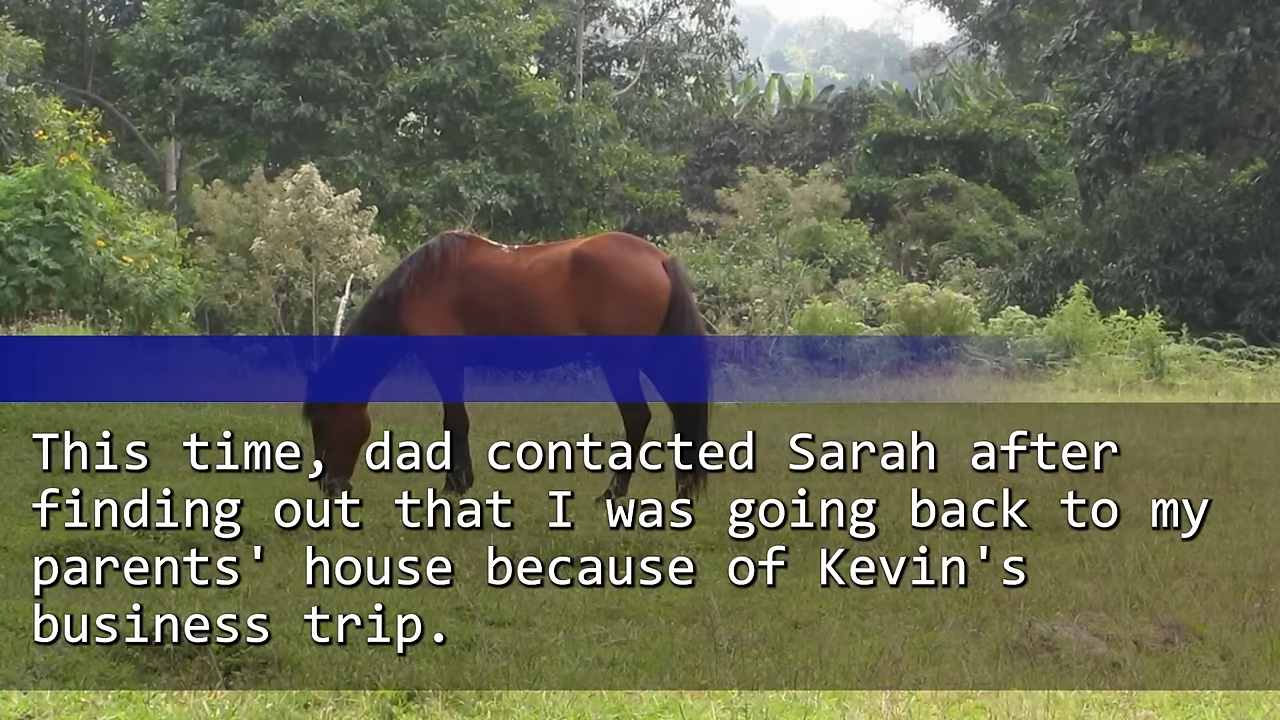 This time, dad contacted Sarah after
finding out that I was going back to my
parents' house because of Kevin's
business trip.